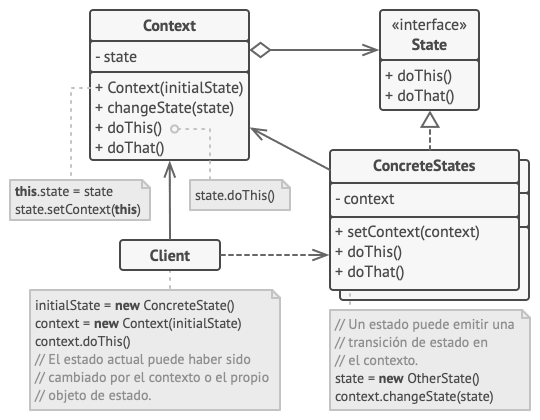 Context
- state
+ Context(initialState)
+ changeState(state)
+ doThis()
+ doThat()
«interface»
State
+ doThis()
+ doThat()
this.state = state
state.setContext(this)
state.doThis()
ConcreteStates
- context
+ setContext(context)
+ doThis()
+ doThat()
Client
initialState = new ConcreteState()
context = new Context(initialState)
context.doThis()
// El estado actual puede haber sido
// cambiado por el contexto o el propio
// objeto de estado.
// Un estado puede emitir una
// transición de estado en
// el contexto.
state = new OtherState()
context.changeState(state)